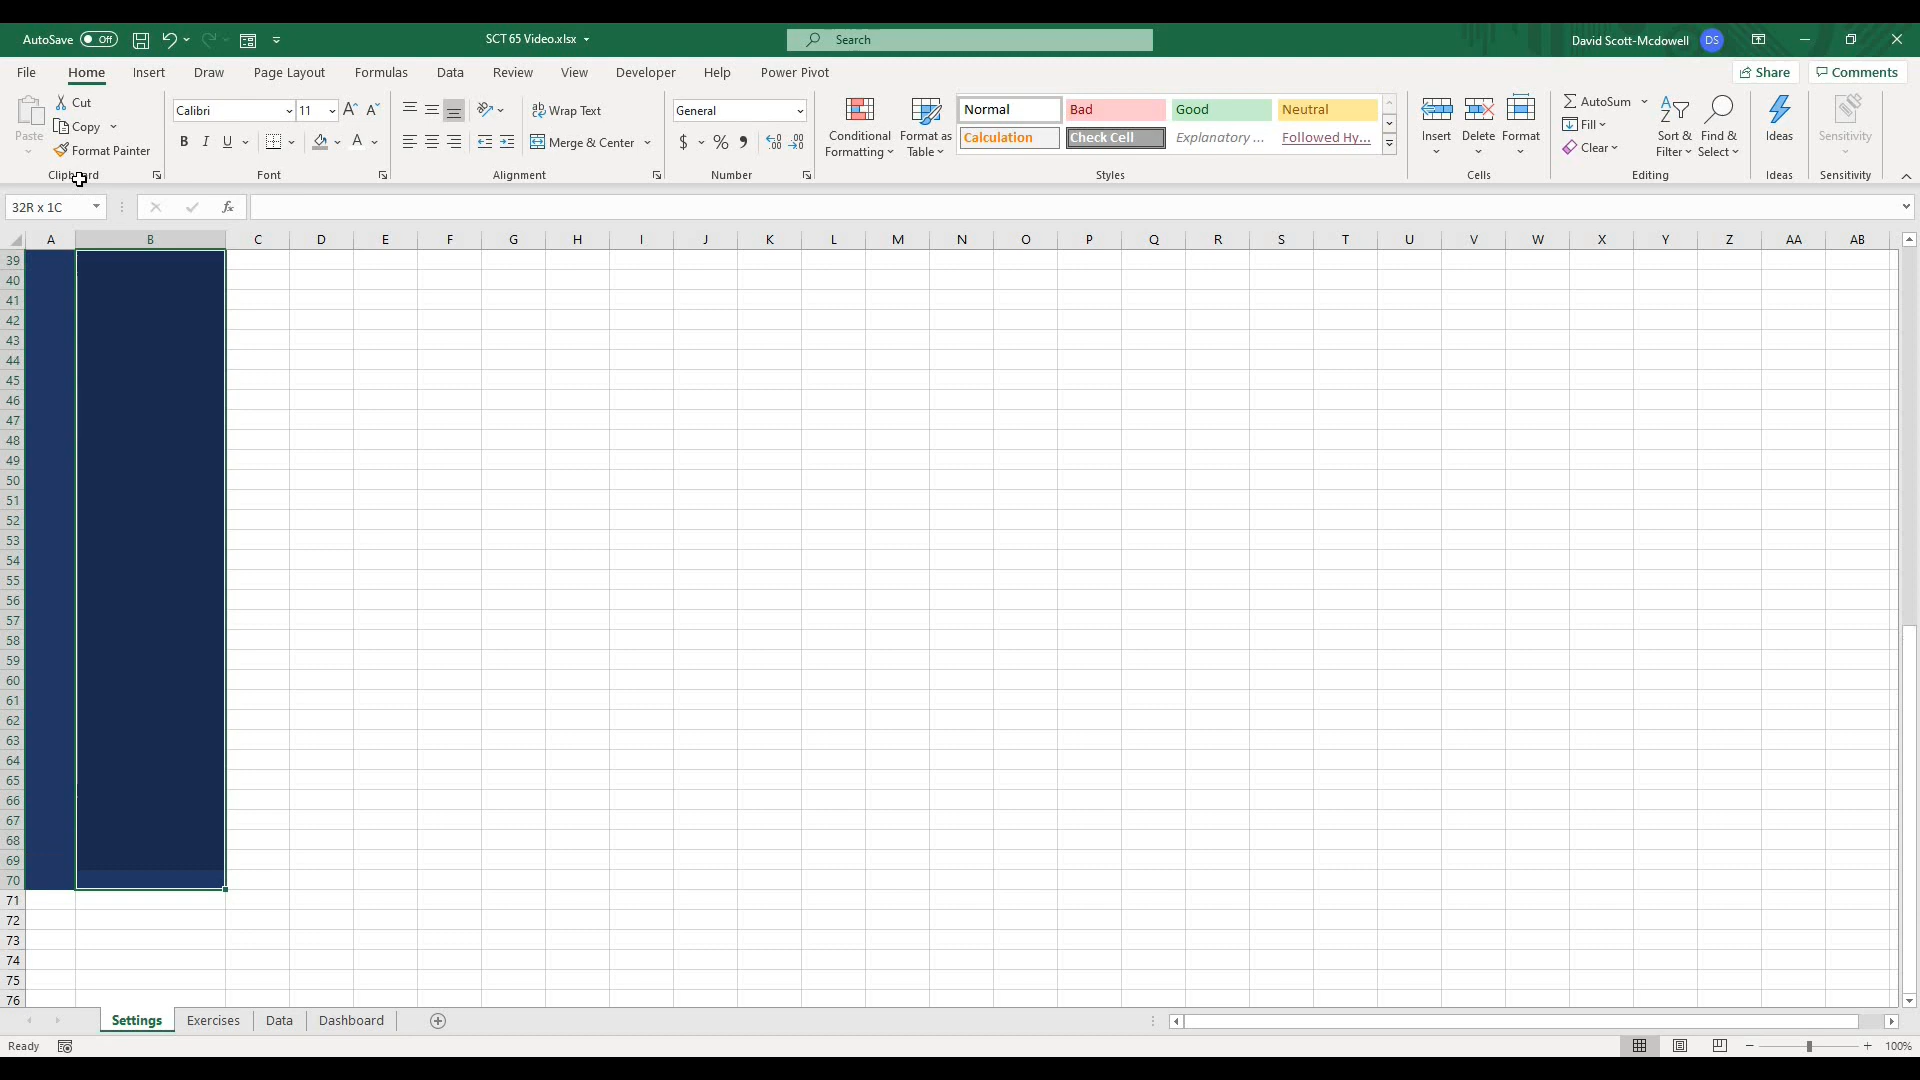 AutoSave Off SCT 65 Video.xlsx Search David Scott-Mcdowell DS
File Home Insert Draw Page Layout Formulas Data Review View Developer Help Power Pivot Share Comments
Paste Cut Copy Format Painter
Clipboard
Calibri 11
B I U A
Font
ab Wrap Text
Merge & Center
Alignment
General
$ % 9
Number
Conditional Formatting
Format as Table
Normal Bad Good Neutral
Calculation Check Cell Explanatory ... Followed Hy...
Styles
Insert Delete Format
Cells
AutoSum
Fill
Clear
Sort & Filter
Find & Select
Editing
Ideas
Ideas
Sensitivity
Sensitivity
32R x 1C fx
A B C D E F G H I J K L M N O P Q R S T U V W X Y Z AA AB
39
40
41
42
43
44
45
46
47
48
49
50
51
52
53
54
55
56
57
58
59
60
61
62
63
64
65
66
67
68
69
70
71
72
73
74
75
76
Settings Exercises Data Dashboard
Ready 100%